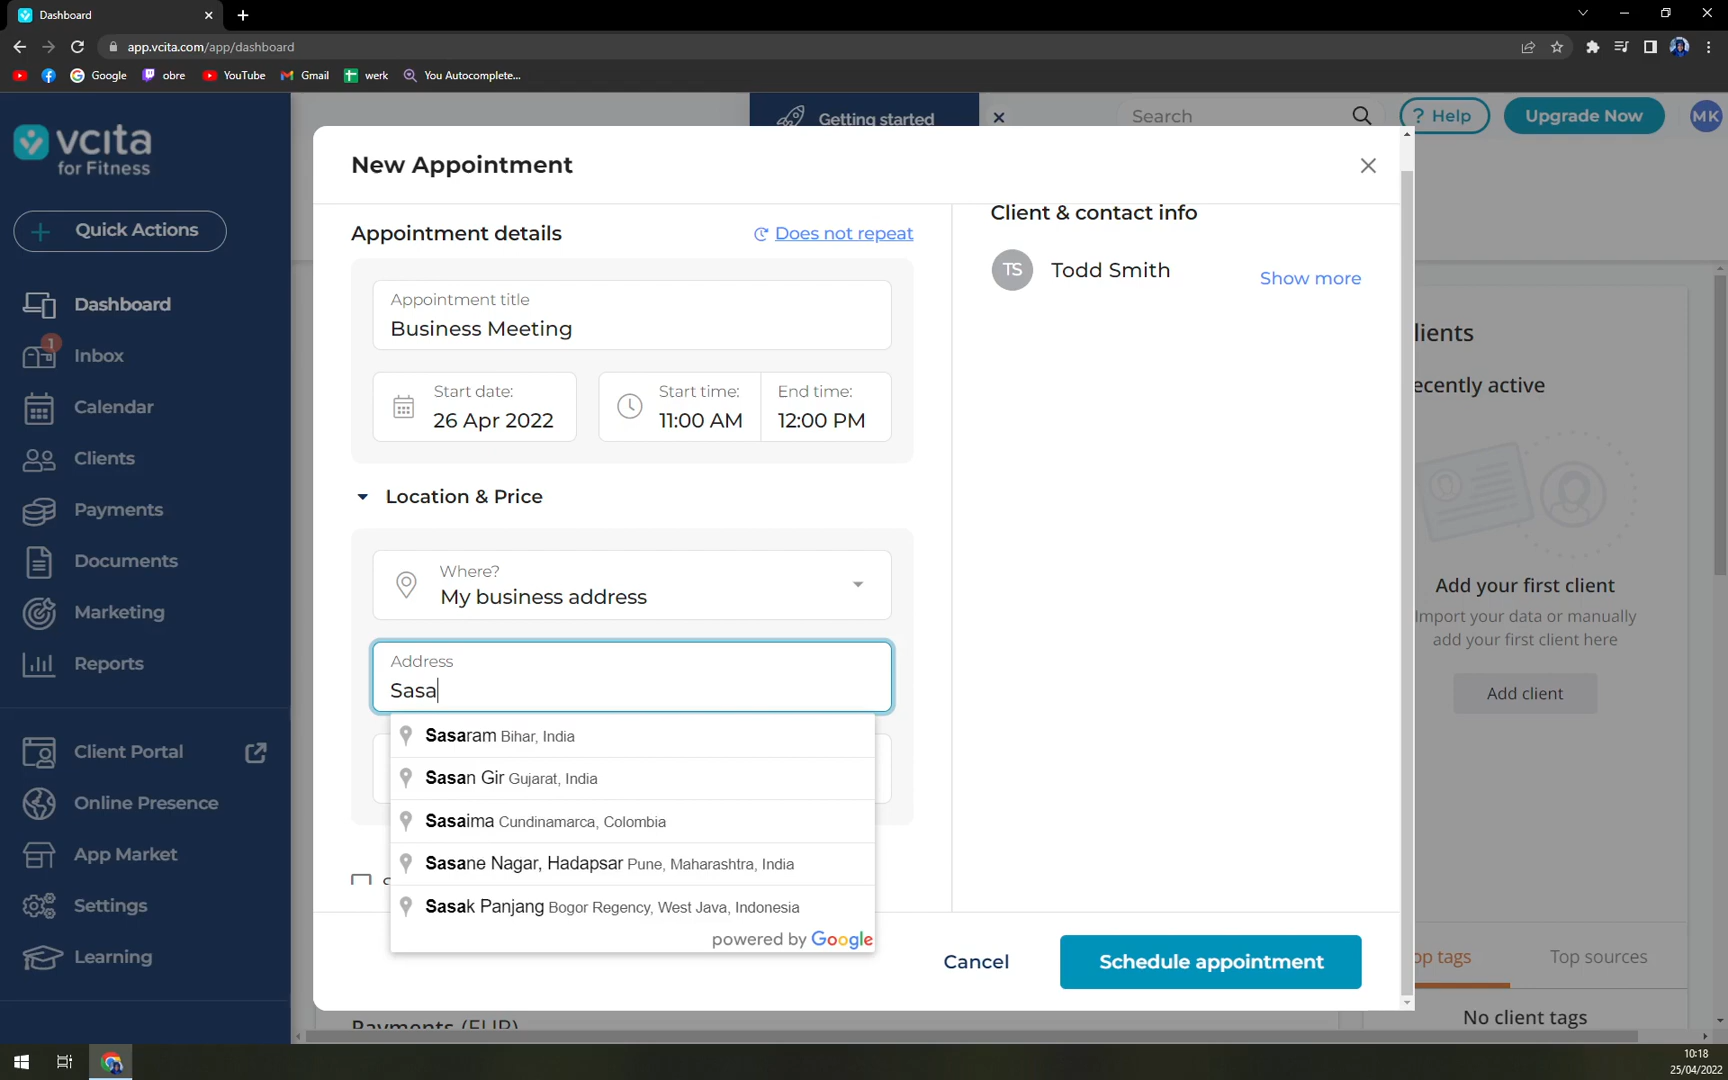 Dashboard
app.vcita.com/app/dashboard
Google
obre
YouTube
Gmail
werk
You Autocomplete...
vcita
for Fitness
Getting started
Search
? Help
Upgrade Now
MK
Quick Actions
Dashboard
1
Inbox
Calendar
Clients
Payments
Documents
Marketing
Reports
Client Portal
Online Presence
App Market
Settings
Learning
New Appointment
Appointment details
Does not repeat
Appointment title
Business Meeting
Start date:
26 Apr 2022
Start time:
11:00 AM
End time:
12:00 PM
Location & Price
Where?
My business address
Address
Sasa
Sasaram Bihar, India
Sasan Gir Gujarat, India
Sasaima Cundinamarca, Colombia
Sasane Nagar, Hadapsar Pune, Maharashtra, India
Sasak Panjang Bogor Regency, West Java, Indonesia
powered by Google
Client & contact info
TS
Todd Smith
Show more
Cancel
Schedule appointment
lients
ecently active
Add your first client
Import your data or manually
add your first client here
Add client
op tags
Top sources
No client tags
Payments (EUR)
10:18
25/04/2022